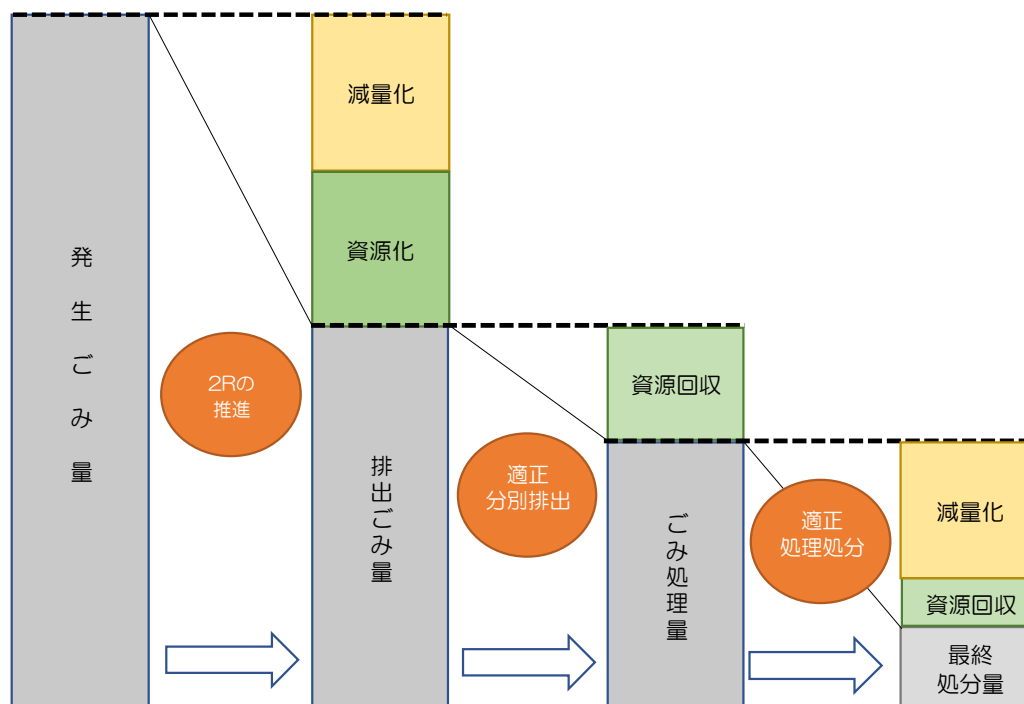 発生ごみ量
2Rの
推進
減量化
資源化
排出ごみ量
適正
分別排出
資源回収
ごみ処理量
適正
処理処分
減量化
資源回収
最終
処分量